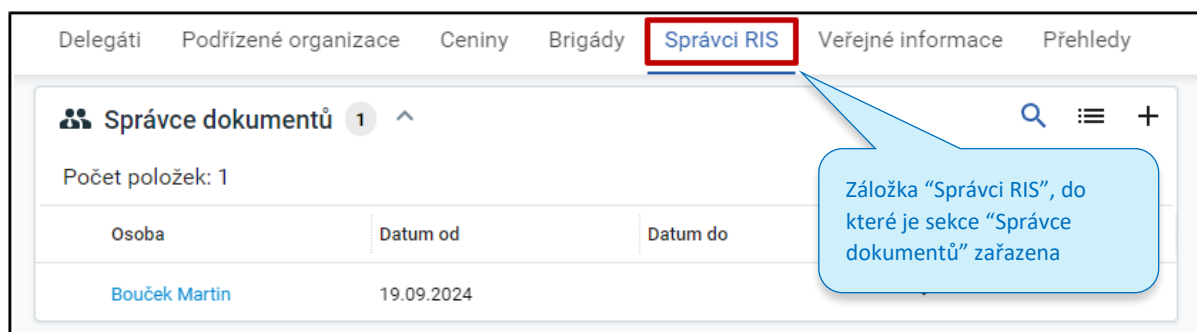 Delegáti Podřízené organizace Ceniny Brigády Správci RIS Veřejné informace Přehledy
Správce dokumentů 1
Počet položek: 1
Osoba Datum od Datum do
Bouček Martin 19.09.2024
Záložka “Správci RIS”, do
které je sekce “Správce
dokumentů” zařazena